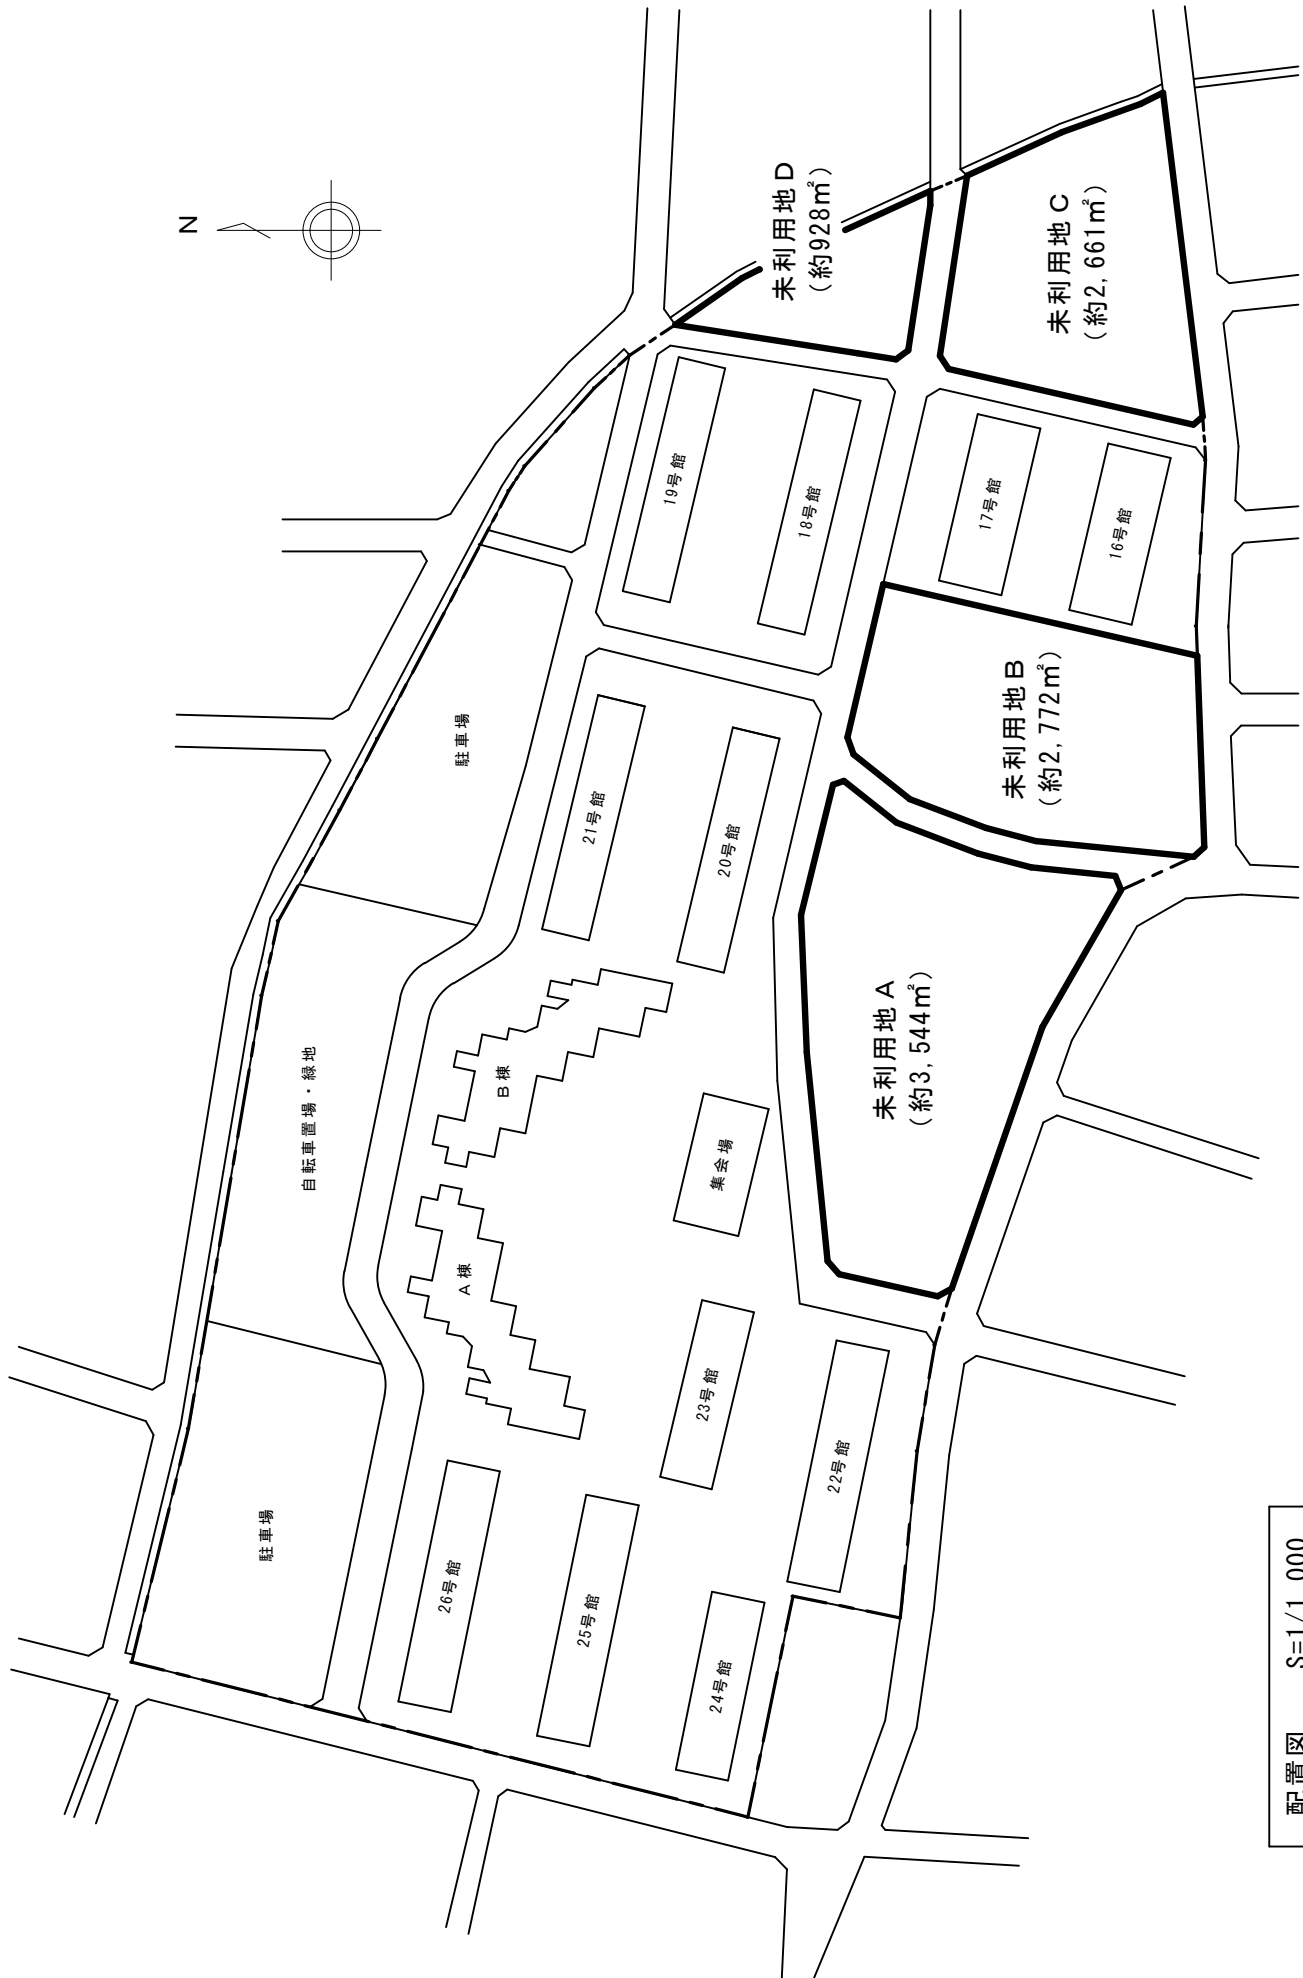 N
駐車場
自転車置場・緑地
駐車場
26号館
25号館
24号館
A棟
B棟
23号館
22号館
集会場
21号館
20号館
19号館
18号館
17号館
16号館
未利用地A
(約3,544㎡)
未利用地B
(約2,772㎡)
未利用地C
(約2,661㎡)
未利用地D
(約928㎡)
配置図 S=1/1,000